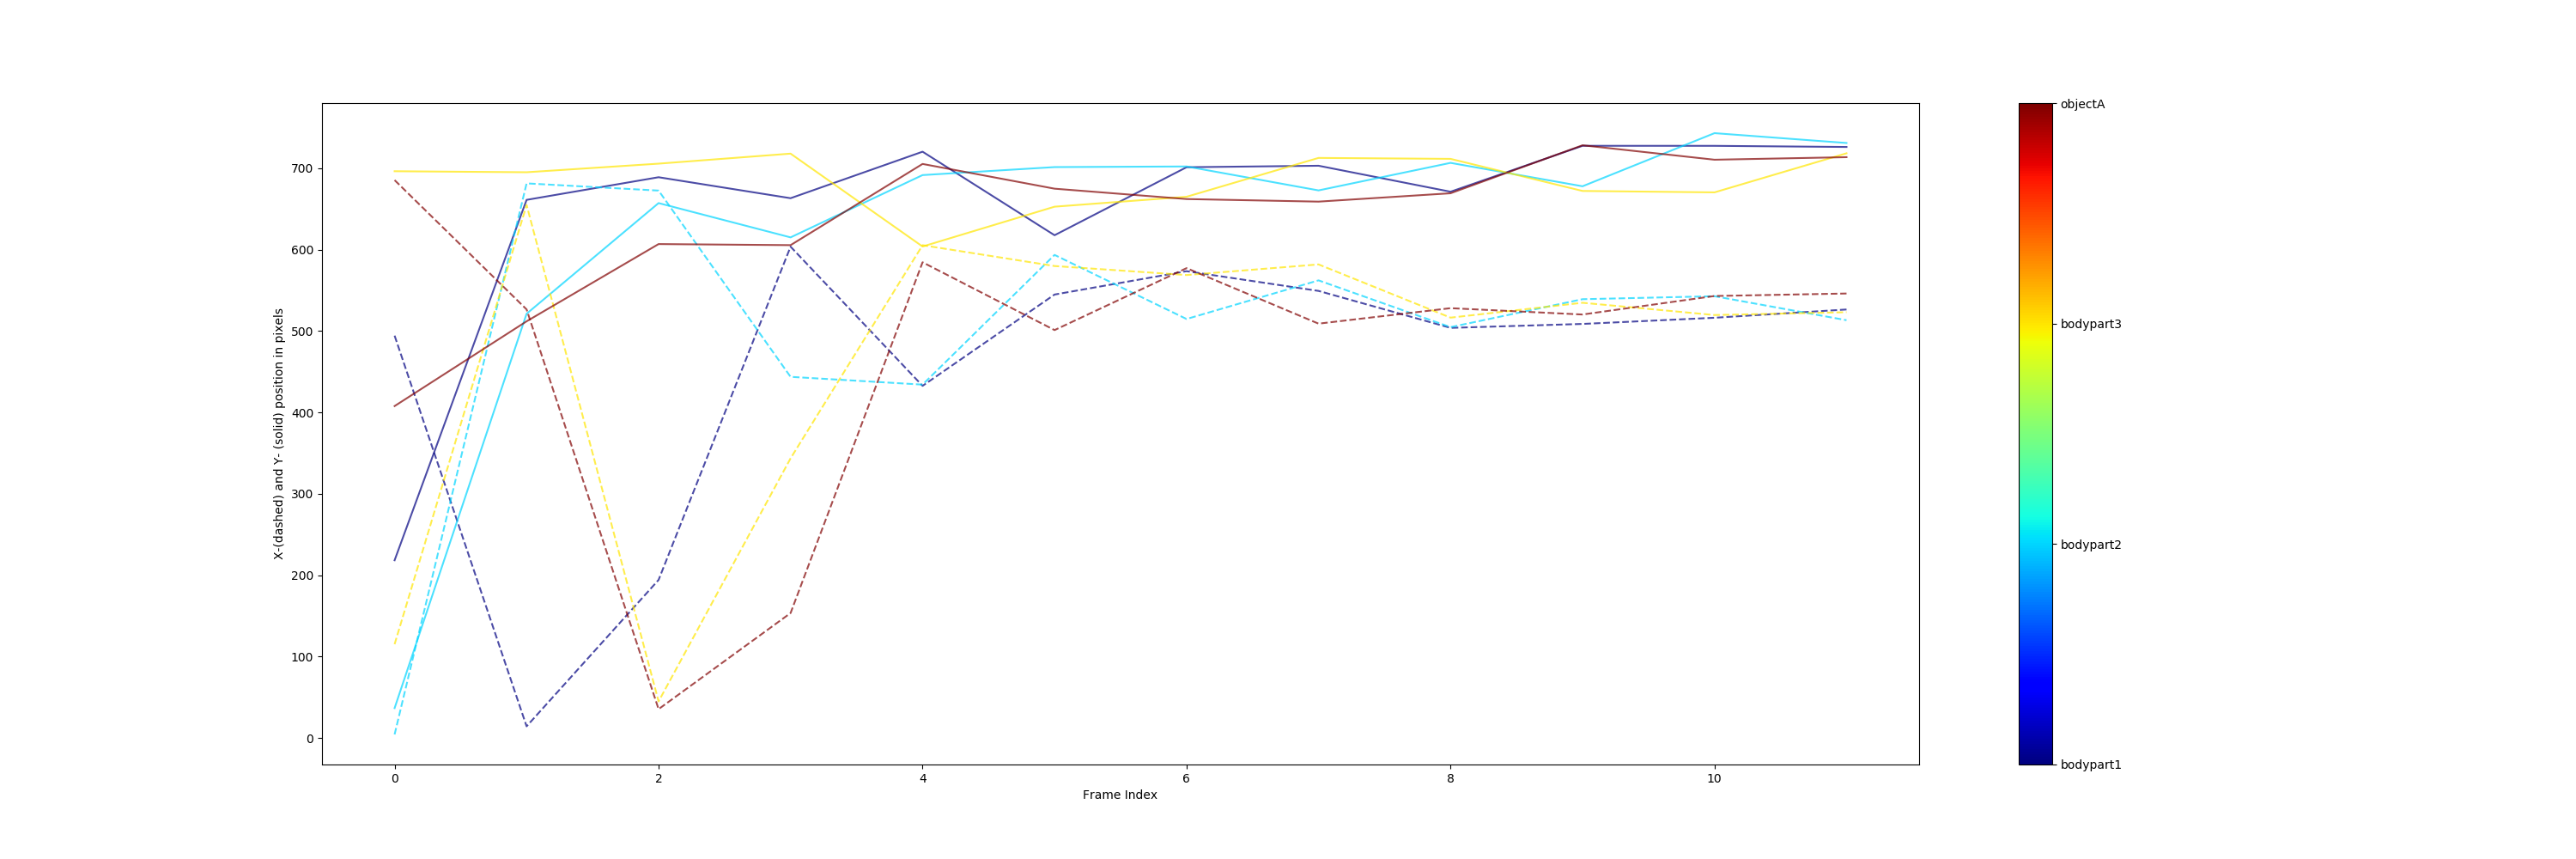 700
600
500
400
300
200
100
0
X-(dashed) and Y- (solid) position in pixels
0 2 4 6 8 10
Frame Index
objectA
bodypart3
bodypart2
bodypart1